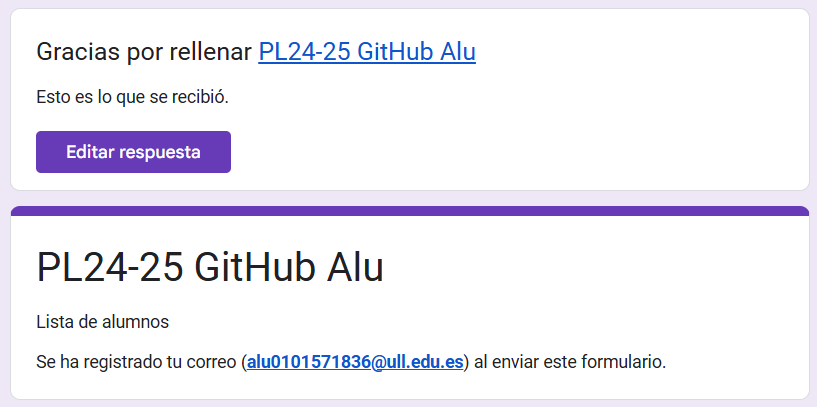 Gracias por rellenar PL24-25 GitHub Alu
Esto es lo que se recibió.
Editar respuesta
PL24-25 GitHub Alu
Lista de alumnos
Se ha registrado tu correo (alu0101571836@ull.edu.es) al enviar este formulario.